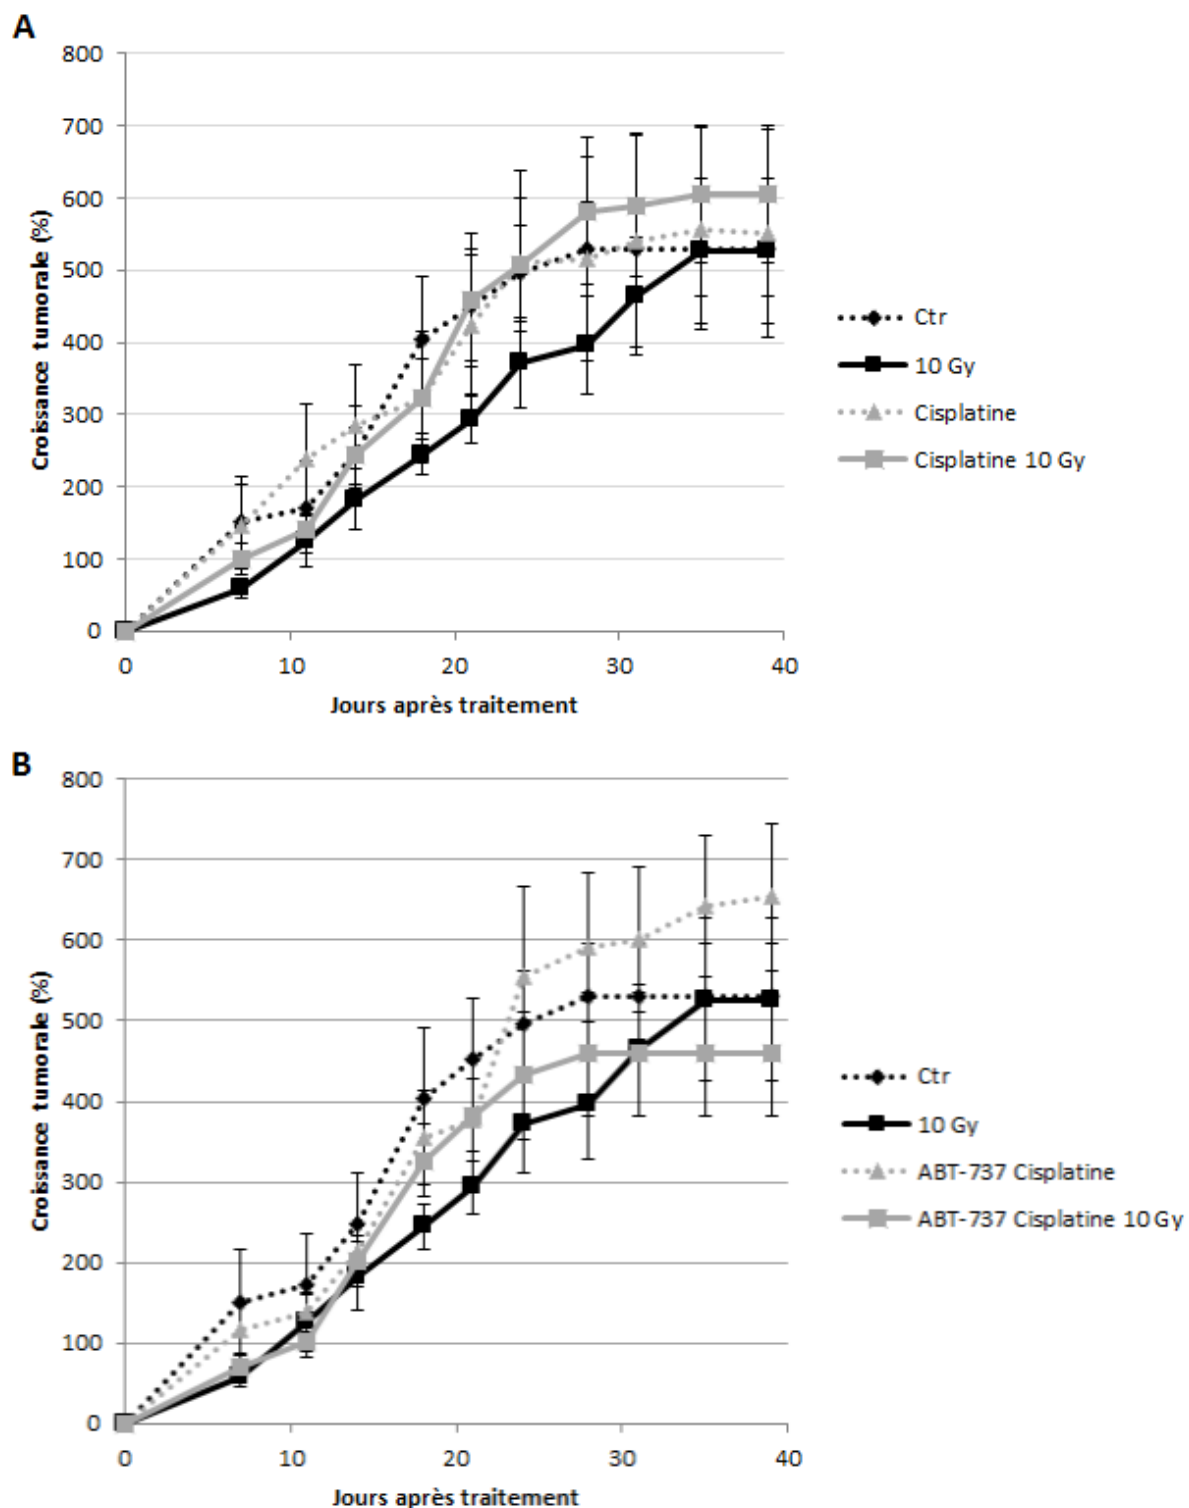 A
800
700
600
500
400
300
200
100
0
Croissance tumorale (%)
0 10 20 30 40
Jours après traitement
Ctr
10 Gy
Cisplatine
Cisplatine 10 Gy
B
800
700
600
500
400
300
200
100
0
Croissance tumorale (%)
0 10 20 30 40
Jours après traitement
Ctr
10 Gy
ABT-737 Cisplatine
ABT-737 Cisplatine 10 Gy